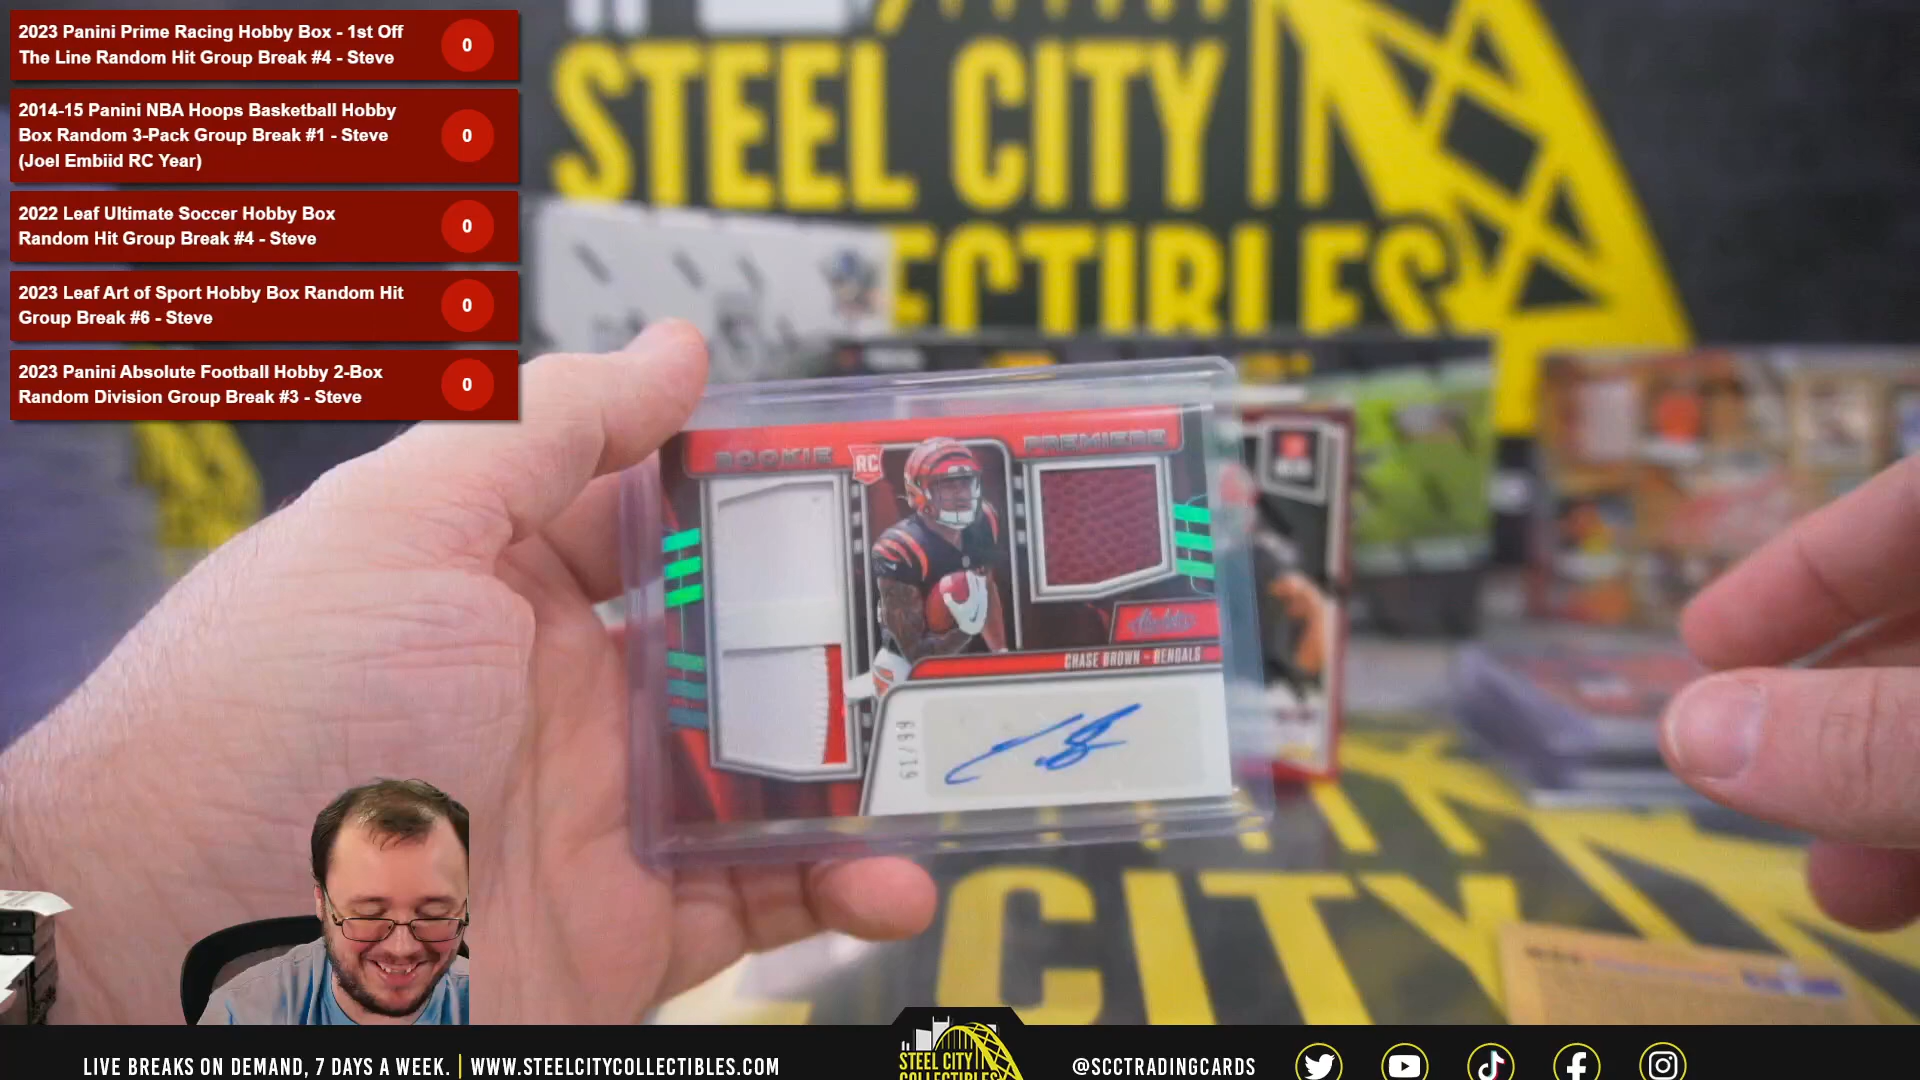 2023 Panini Prime Racing Hobby Box - 1st Off
The Line Random Hit Group Break #4 - Steve
0
2014-15 Panini NBA Hoops Basketball Hobby
Box Random 3-Pack Group Break #1 - Steve
(Joel Embiid RC Year)
0
2022 Leaf Ultimate Soccer Hobby Box
Random Hit Group Break #4 - Steve
0
2023 Leaf Art of Sport Hobby Box Random Hit
Group Break #6 - Steve
0
2023 Panini Absolute Football Hobby 2-Box
Random Division Group Break #3 - Steve
0
STEEL CITY
ROOKIE RC PREMIERE
Absolute
CHASE BROWN - BENGALS
61/99
CITY
LIVE BREAKS ON DEMAND, 7 DAYS A WEEK. | WWW.STEELCITYCOLLECTIBLES.COM
STEEL CITY
@SCCTRADINGCARDS